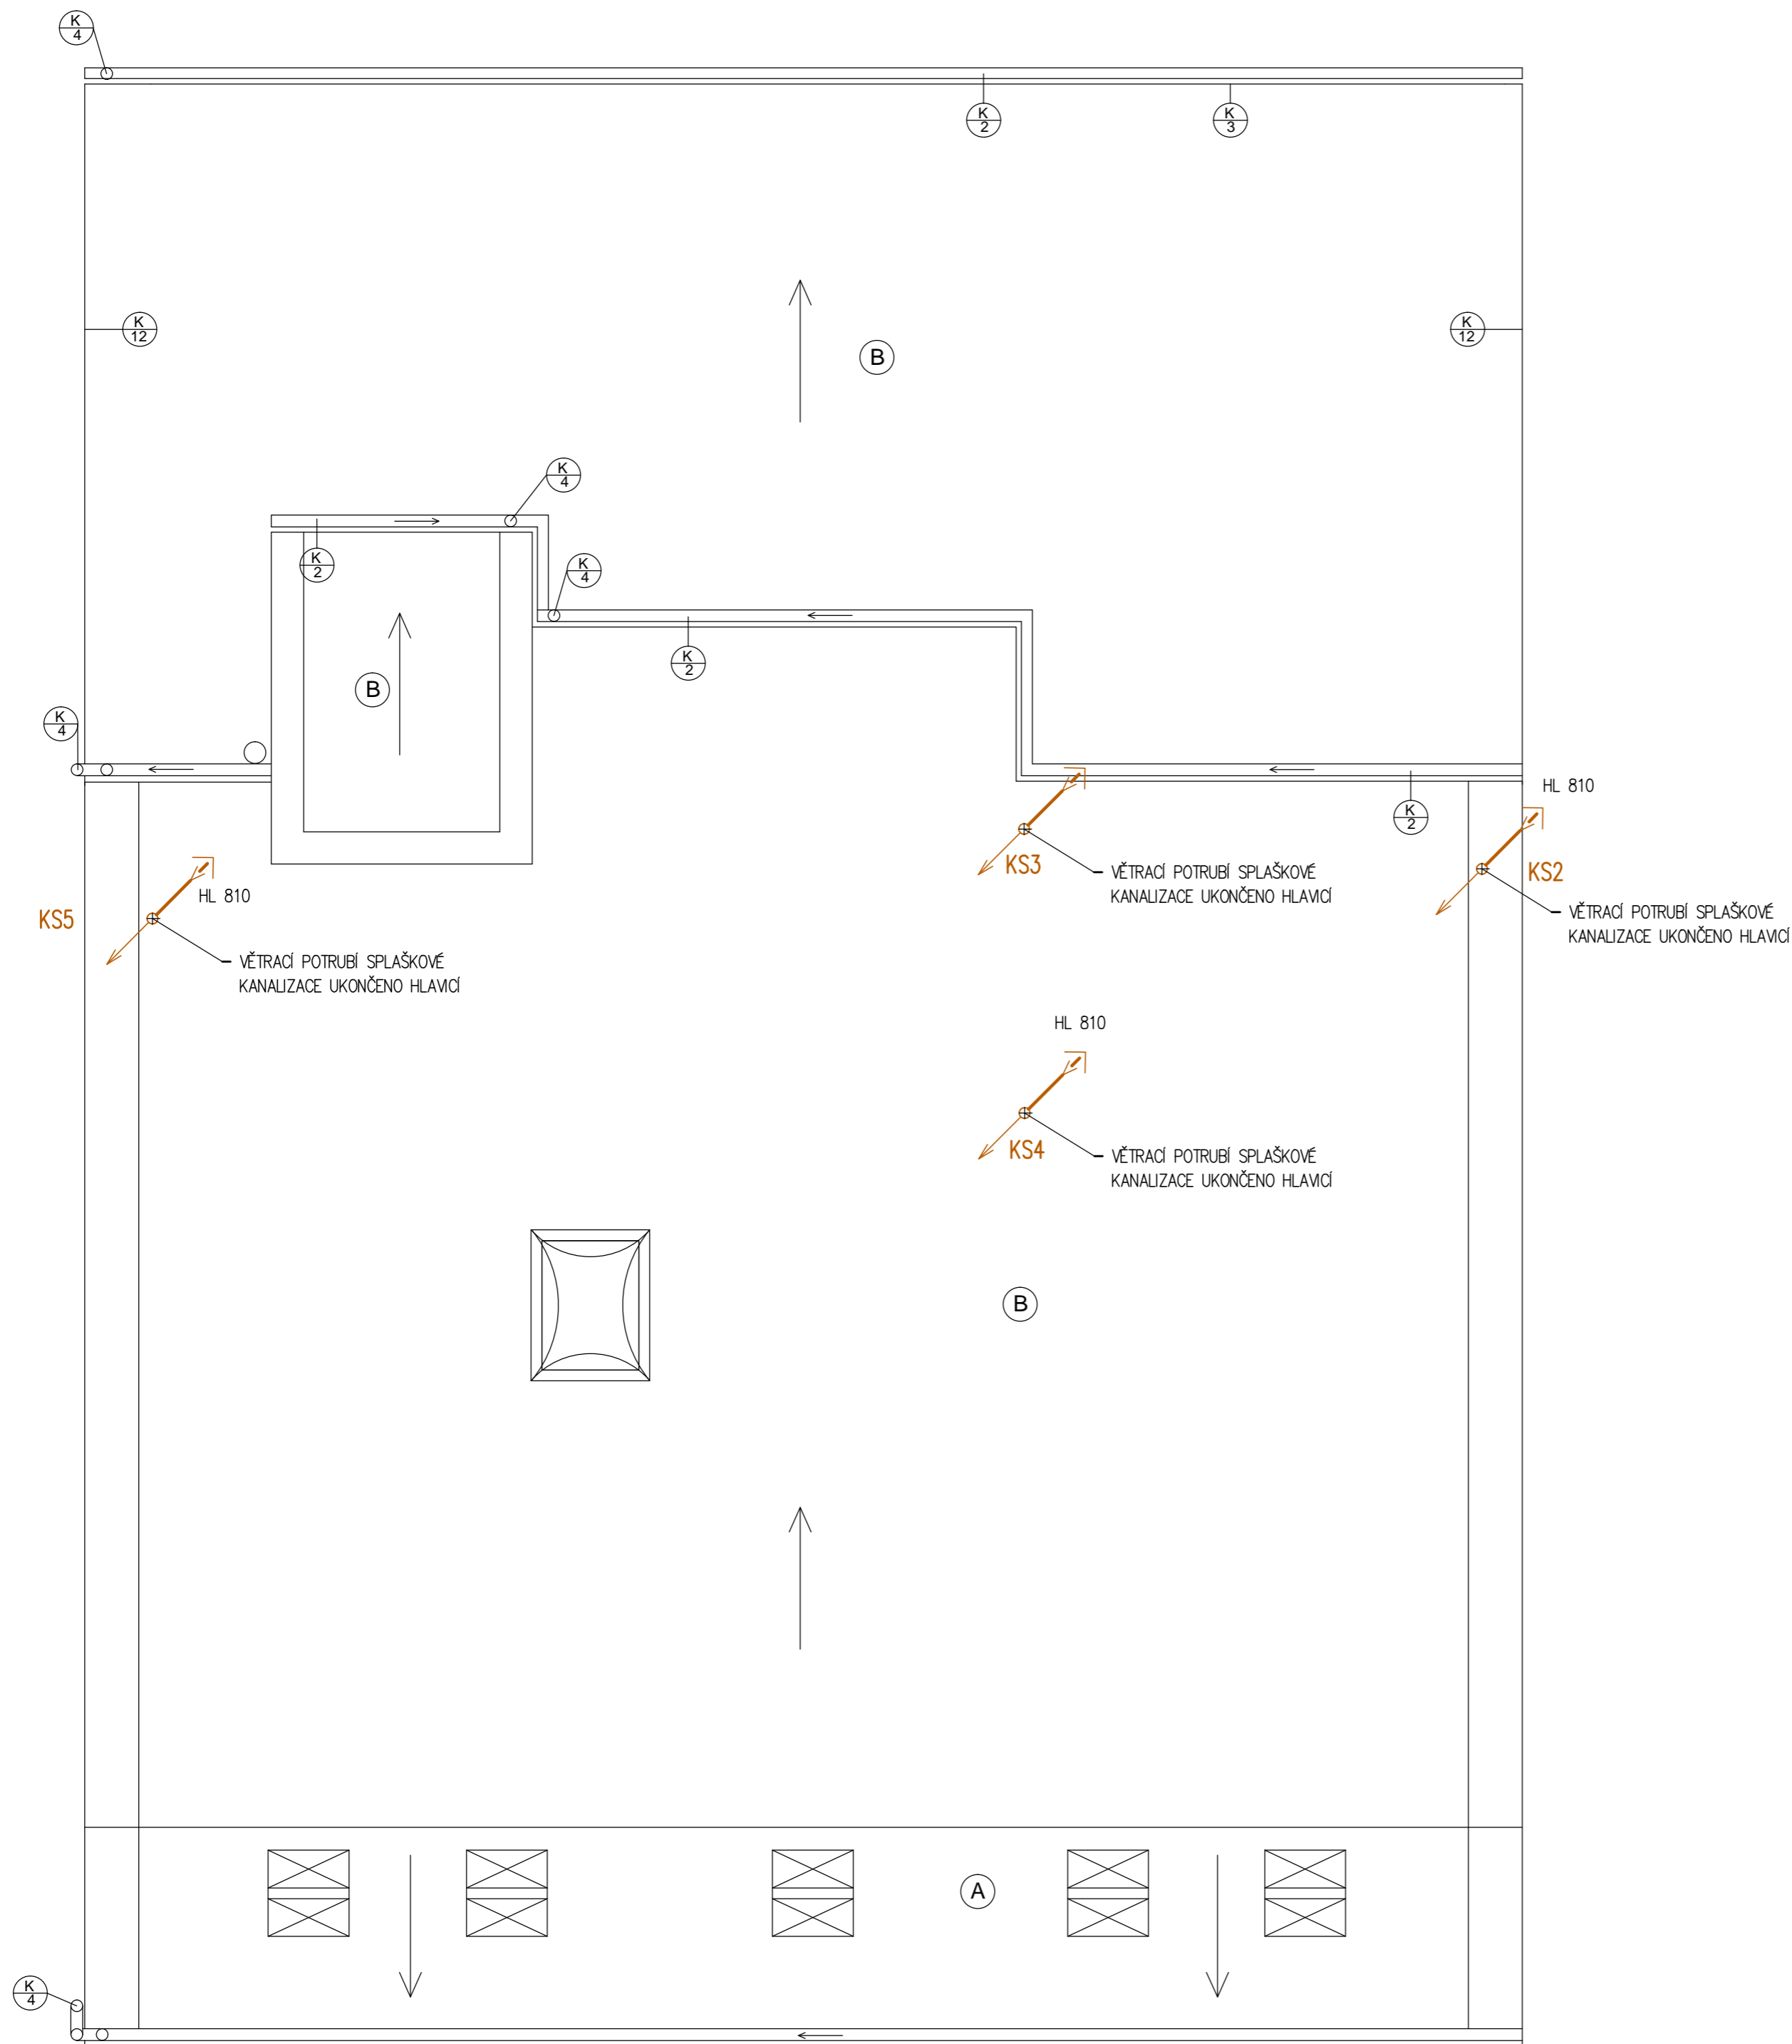 K
4
K
2
K
3
K
12
K
12
B
K
4
K
2
K
4
K
2
B
K
4
K
2
HL 810
KS3
VĚTRACÍ POTRUBÍ SPLAŠKOVÉ
KANALIZACE UKONČENO HLAVICÍ
KS2
VĚTRACÍ POTRUBÍ SPLAŠKOVÉ
KANALIZACE UKONČENO HLAVICÍ
HL 810
KS5
VĚTRACÍ POTRUBÍ SPLAŠKOVÉ
KANALIZACE UKONČENO HLAVICÍ
HL 810
KS4
VĚTRACÍ POTRUBÍ SPLAŠKOVÉ
KANALIZACE UKONČENO HLAVICÍ
B
A
K
4